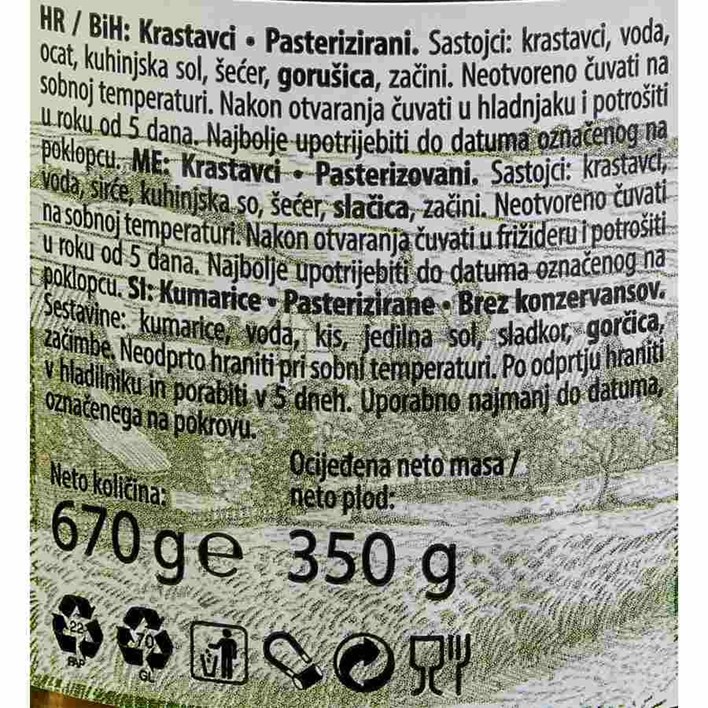 HR / BiH: Krastavci • Pasterizirani. Sastojci: krastavci, voda,
ocat, kuhinjska sol, šećer, gorušica, začini. Neotvoreno čuvati na
sobnoj temperaturi. Nakon otvaranja čuvati u hladnjaku i potrošiti
u roku od 5 dana. Najbolje upotrijebiti do datuma označenog na
poklopcu. ME: Krastavci • Pasterizovani. Sastojci: krastavci,
voda, sirće, kuhinjska so, šećer, slačica, začini. Neotvoreno čuvati
na sobnoj temperaturi. Nakon otvaranja čuvati u frižideru i potrošiti
u roku od 5 dana. Najbolje upotrijebiti do datuma označenog na
poklopcu. SI: Kumarice • Pasterizirane • Brez konzervansov.
Sestavine: kumarice, voda, kis, jedilna sol, sladkor, gorčica,
začimbe. Neodprto hraniti pri sobni temperaturi. Po odprtju hraniti
v hladilniku in porabiti v 5 dneh. Uporabno najmanj do datuma,
označenega na pokrovu.
Neto količina:
670 g e
Ocijeđena neto masa /
neto plod:
350 g
22
PAP
70
GL